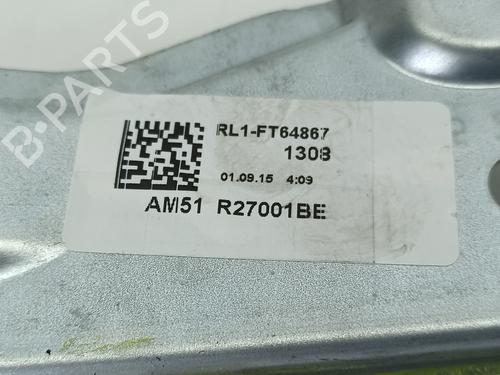 B-PARTS
RL1-FT64867
1308
01.09.15 4:09
AM51 R27001BE